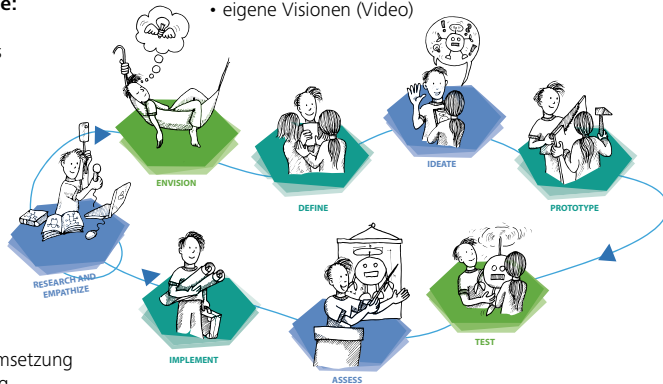 e:
• eigene Visionen (Video)
s
ENVISION
DEFINE
IDEATE
PROTOTYPE
RESEARCH AND
EMPATHIZE
IMPLEMENT
ASSESS
TEST
msetzung